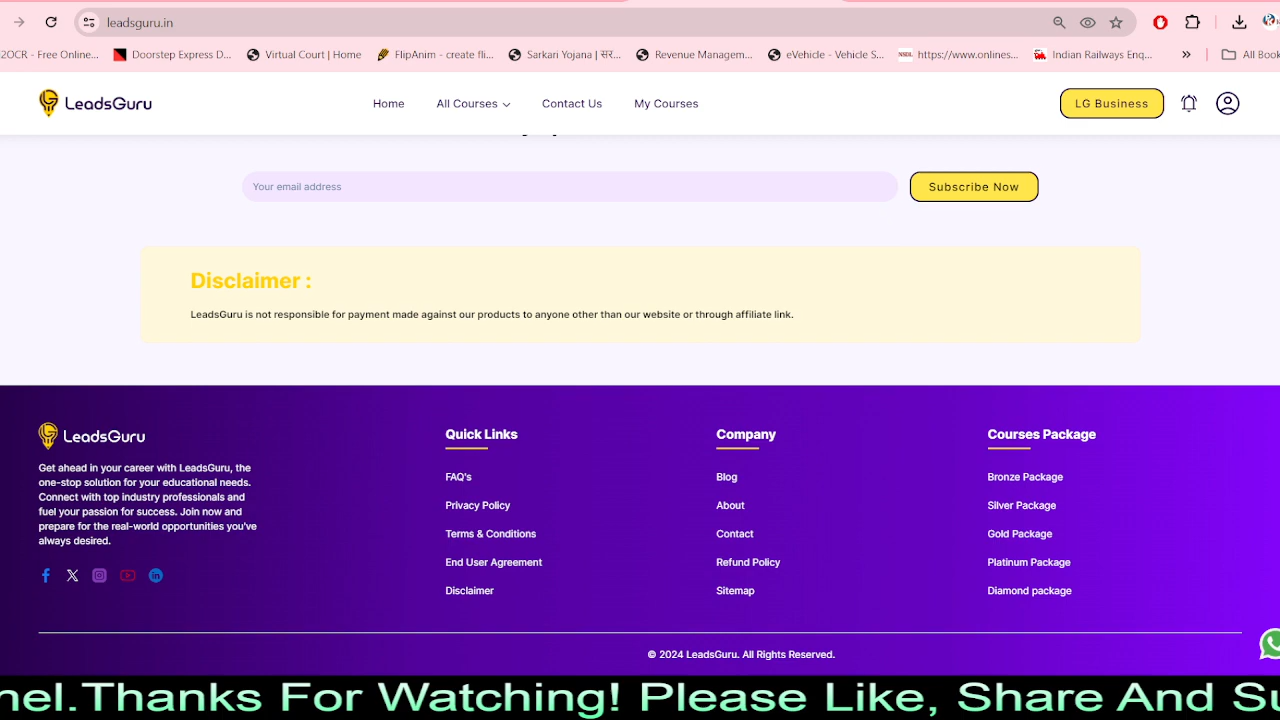 leadsguru.in
2OCR - Free Online... Doorstep Express D... Virtual Court | Home FlipAnim - create fli... Sarkari Yojana | सर... Revenue Managem... eVehicle - Vehicle S... NSDL https://www.onlines... Indian Railways Enq... » All Book
LeadsGuru Home All Courses Contact Us My Courses LG Business
Your email address Subscribe Now
Disclaimer :
LeadsGuru is not responsible for payment made against our products to anyone other than our website or through affiliate link.
LeadsGuru
Get ahead in your career with LeadsGuru, the
one-stop solution for your educational needs.
Connect with top industry professionals and
fuel your passion for success. Join now and
prepare for the real-world opportunities you've
always desired.
Quick Links
FAQ's
Privacy Policy
Terms & Conditions
End User Agreement
Disclaimer
Company
Blog
About
Contact
Refund Policy
Sitemap
Courses Package
Bronze Package
Silver Package
Gold Package
Platinum Package
Diamond package
© 2024 LeadsGuru. All Rights Reserved.
nel.Thanks For Watching! Please Like, Share And Su